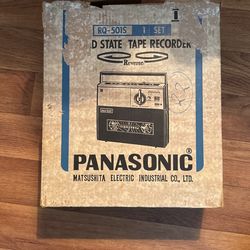 RQ-501S 1 SET
D STATE TAPE RECORDER
Reverse
PANASONIC
MATSUSHITA ELECTRIC INDUSTRIAL CO., LTD.